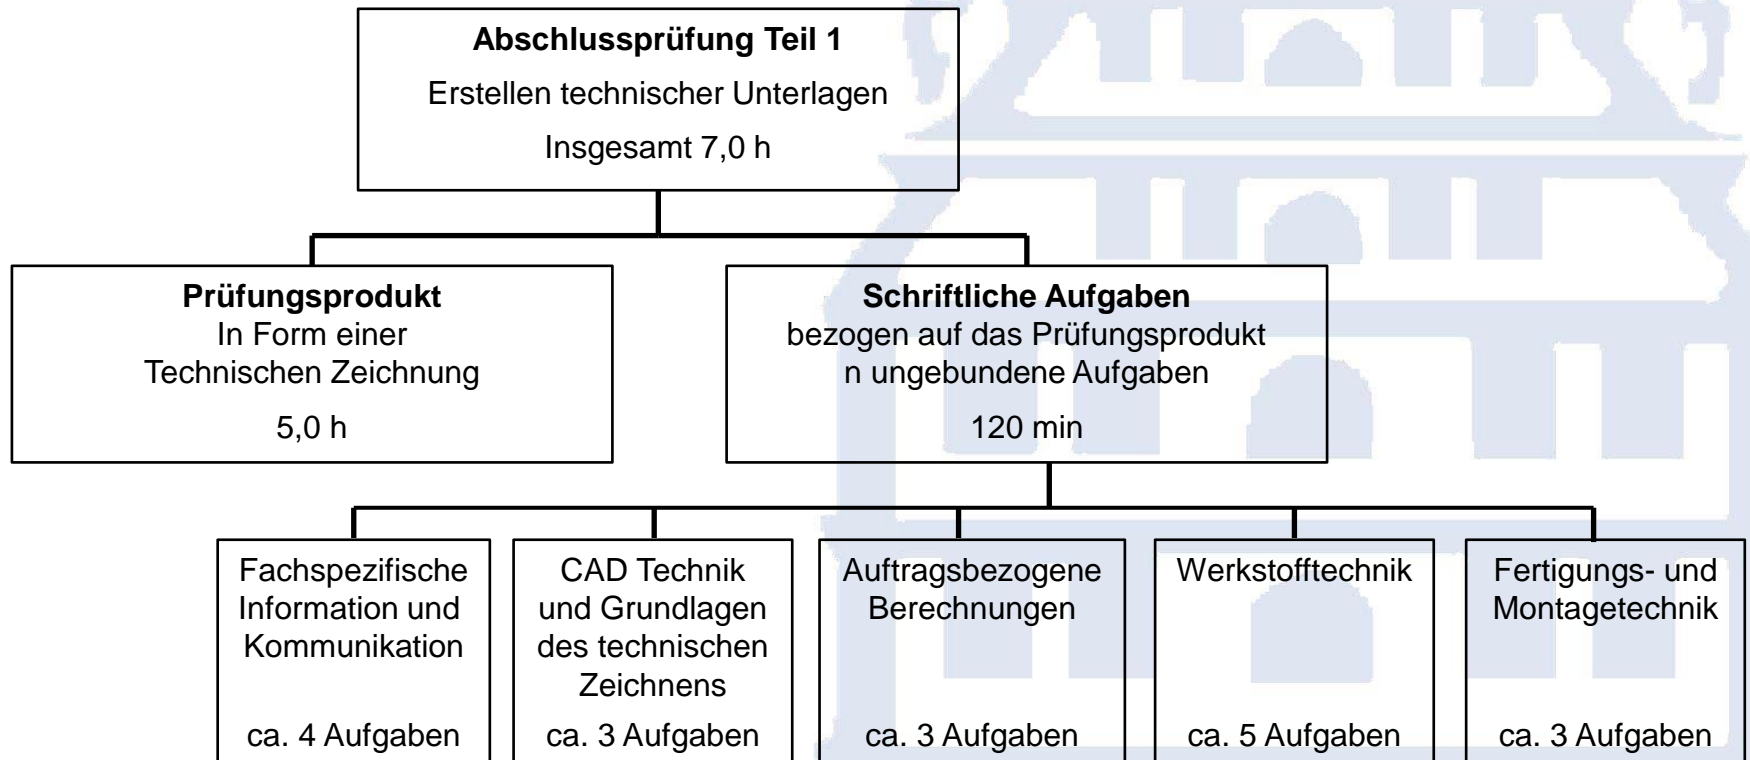 Abschlussprüfung Teil 1
Erstellen technischer Unterlagen
Insgesamt 7,0 h
Prüfungsprodukt
In Form einer
Technischen Zeichnung
5,0 h
Schriftliche Aufgaben
bezogen auf das Prüfungsprodukt
n ungebundene Aufgaben
120 min
Fachspezifische
Information und
Kommunikation
ca. 4 Aufgaben
CAD Technik
und Grundlagen
des technischen
Zeichnens
ca. 3 Aufgaben
Auftragsbezogene
Berechnungen
ca. 3 Aufgaben
Werkstofftechnik
ca. 5 Aufgaben
Fertigungs- und
Montagetechnik
ca. 3 Aufgaben